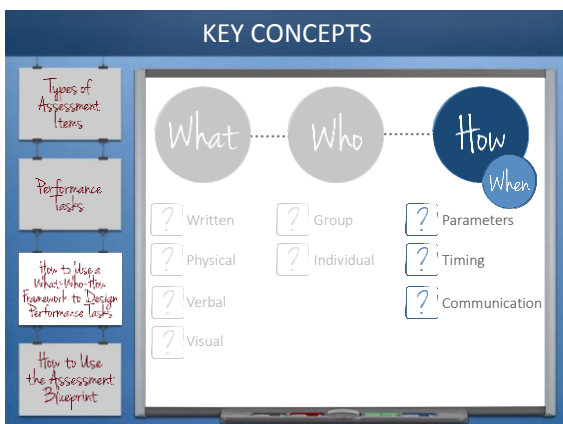 KEY CONCEPTS
Types of
Assessment
Items
Performance
Tasks
How to Use a
What-Who-How
Framework to Design
Performance Tasks
How to Use
the Assessment
Blueprint
What
Who
How
When
? Written
? Physical
? Verbal
? Visual
? Group
? Individual
? Parameters
? Timing
? Communication